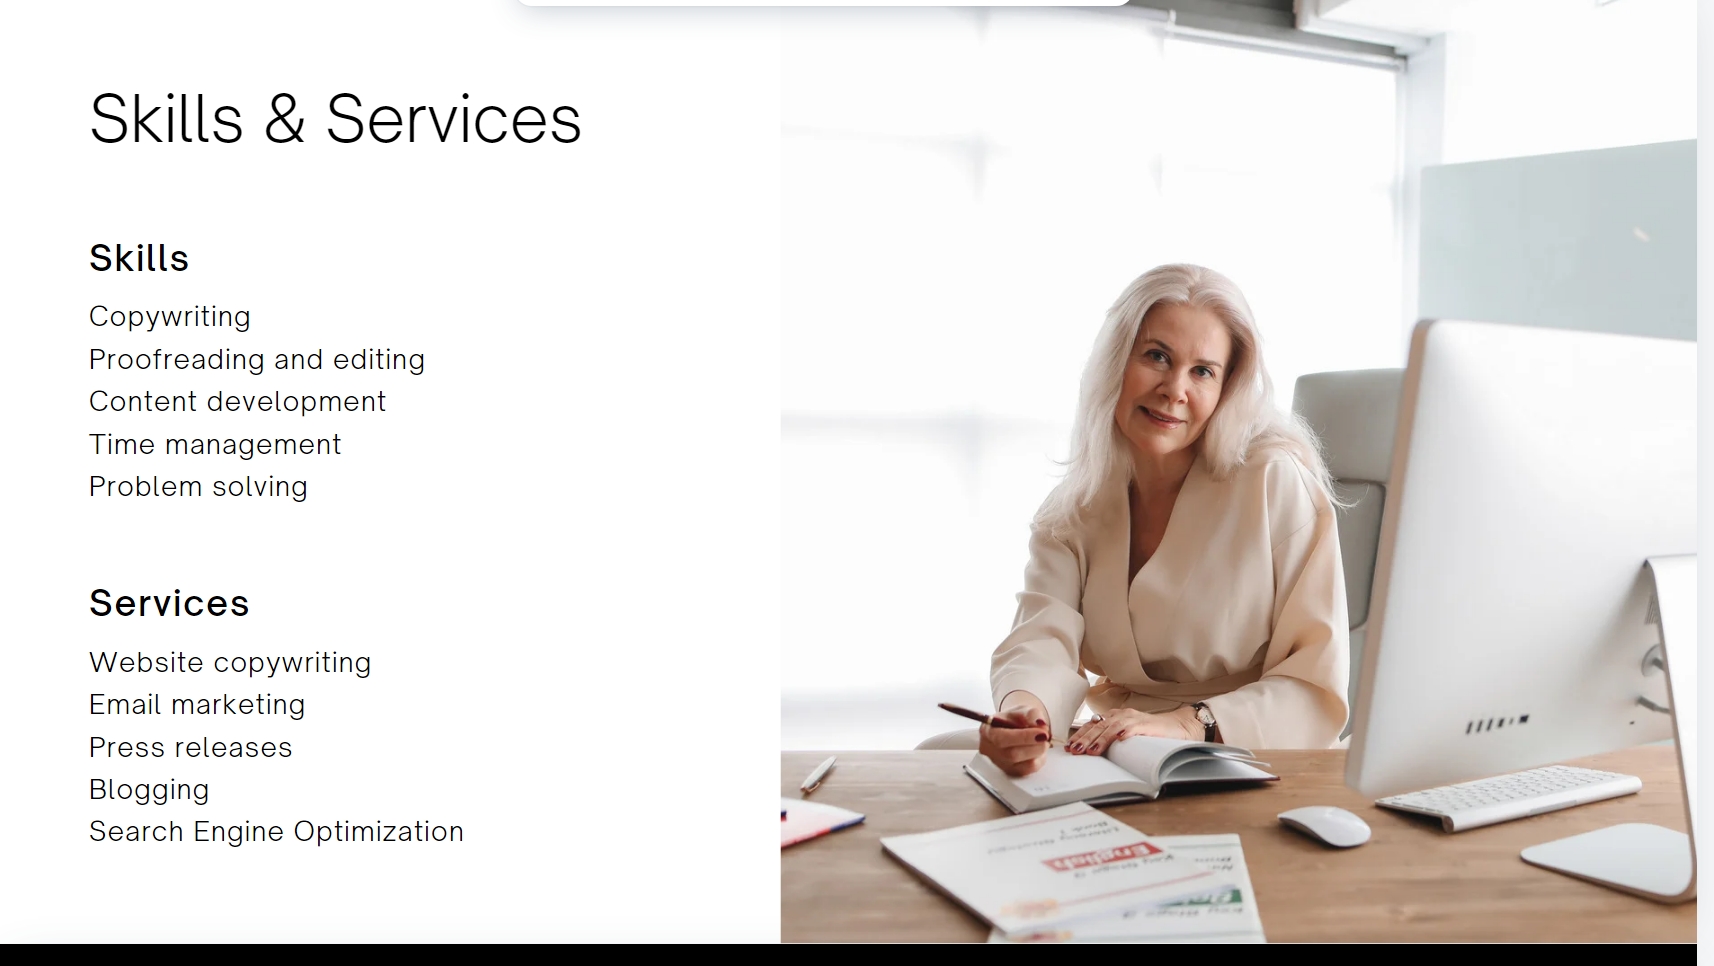 Skills & Services
Skills
Copywriting
Proofreading and editing
Content development
Time management
Problem solving
Services
Website copywriting
Email marketing
Press releases
Blogging
Search Engine Optimization
English